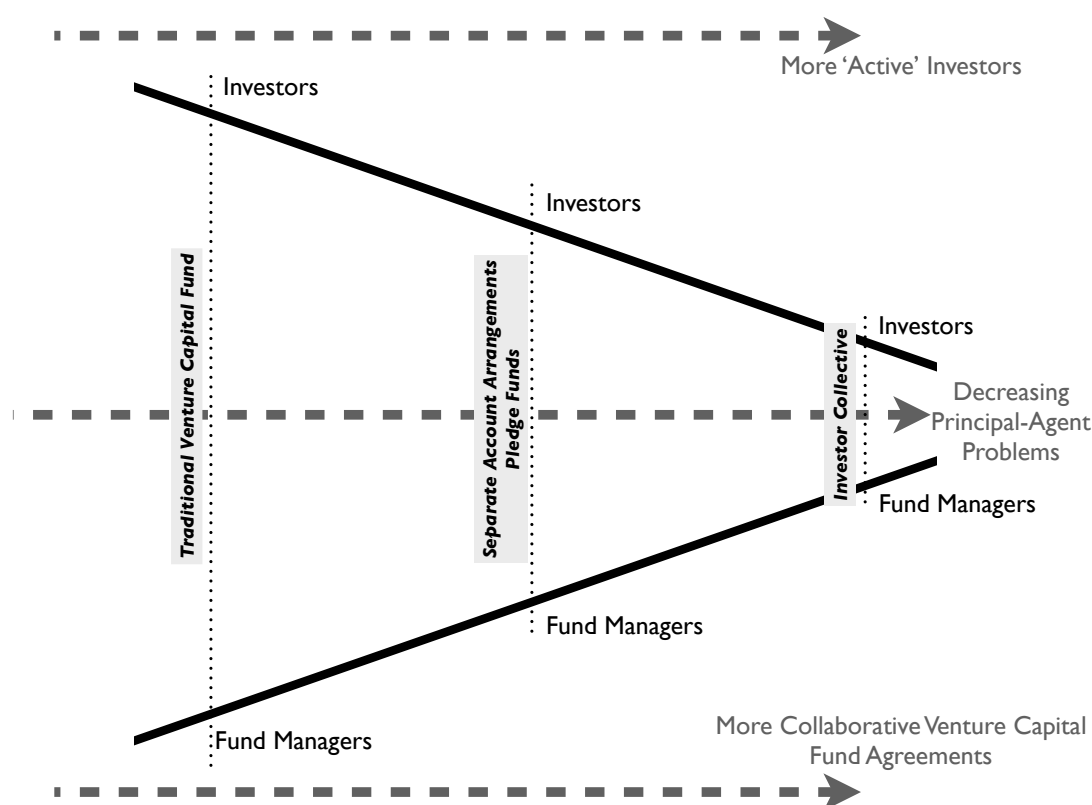 More ‘Active’ Investors
Investors
Investors
Traditional Venture Capital Fund
Separate Account Arrangements
Pledge Funds
Investor Collective
Investors
Decreasing
Principal-Agent
Problems
Fund Managers
Fund Managers
Fund Managers
More Collaborative Venture Capital
Fund Agreements